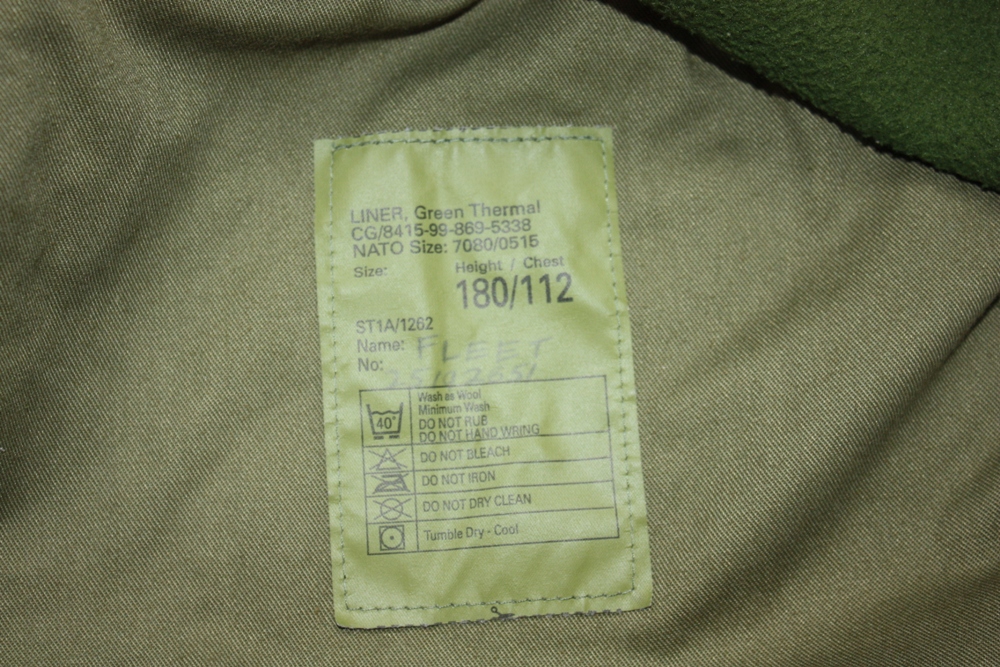 LINER, Green Thermal
CG/8415-99-869-5338
NATO Size: 7080/0515
Size: Height / Chest
180/112
ST1A/1262
Name: FLEET
No:
40°
Wash as Wool
Minimum Wash
DO NOT RUB
DO NOT HAND WRING
DO NOT BLEACH
DO NOT IRON
DO NOT DRY CLEAN
Tumble Dry - Cool